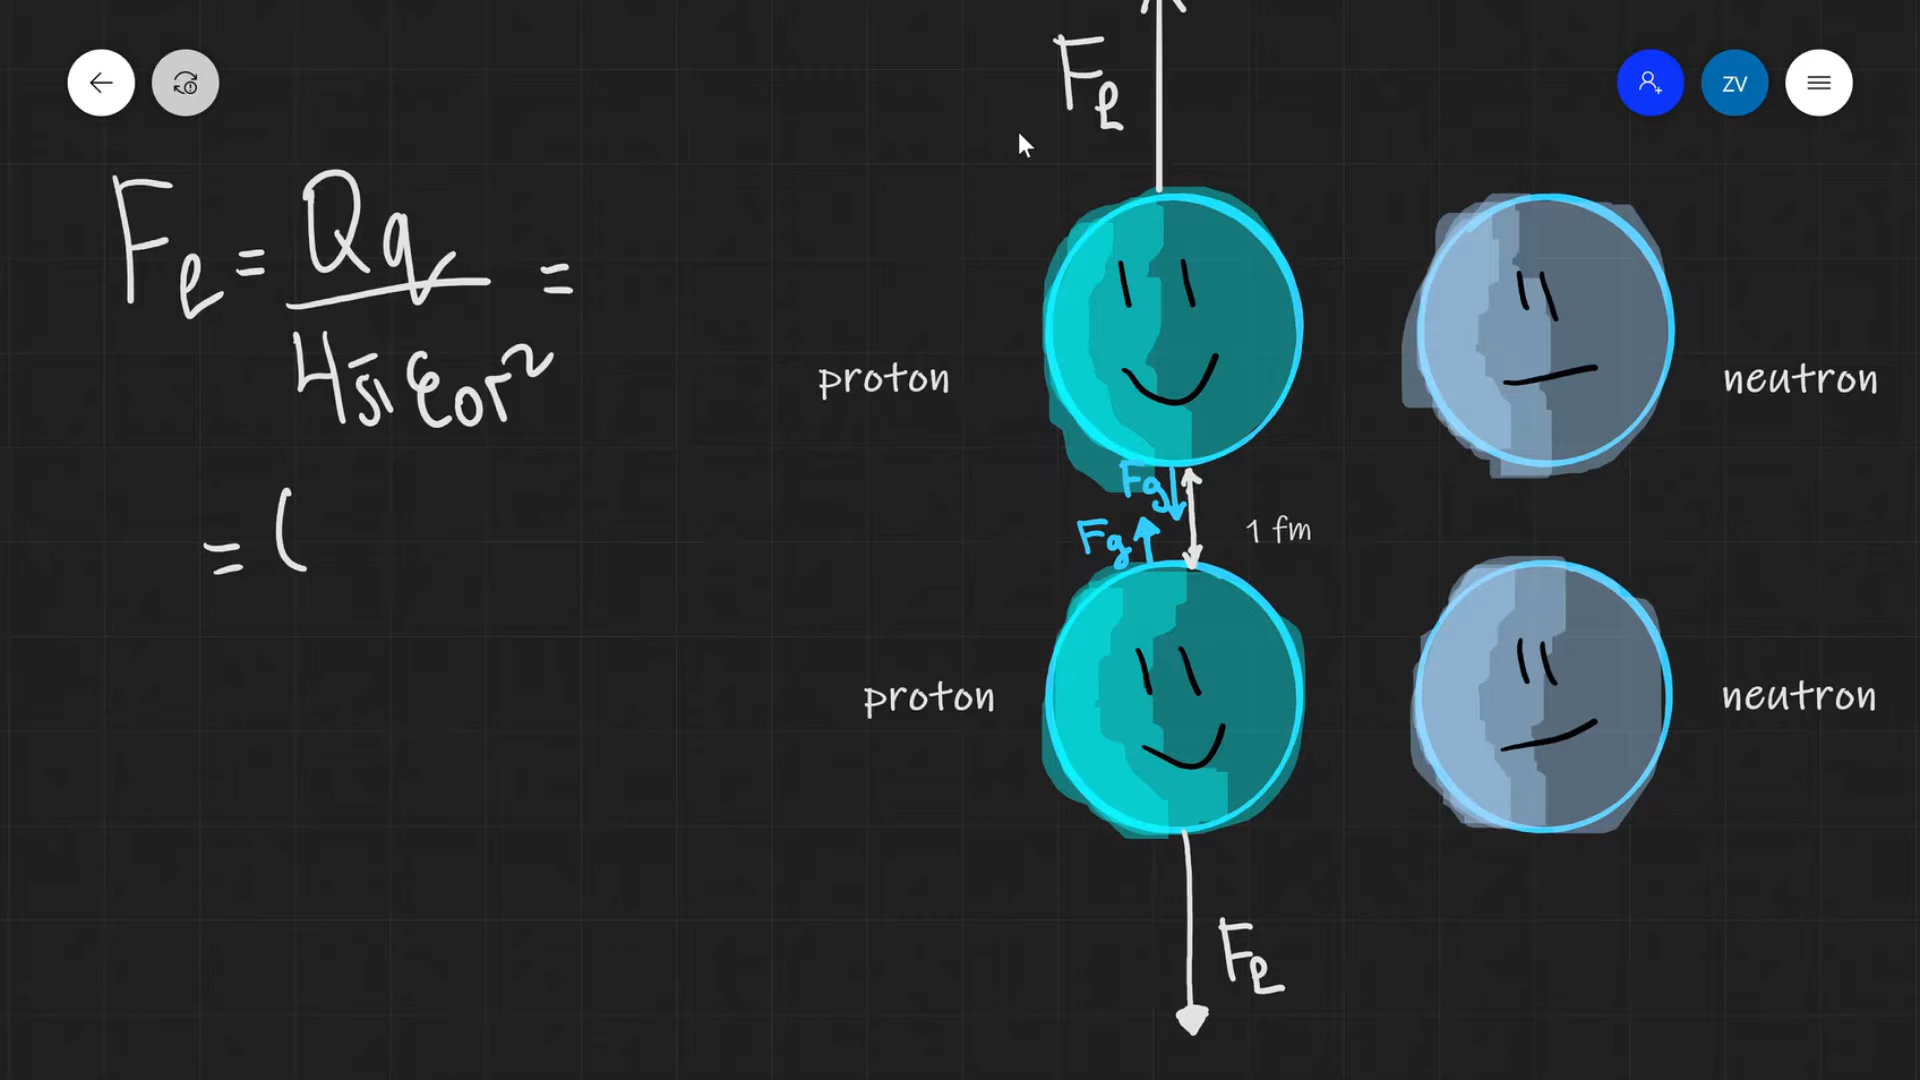 Fe
ZV
Fe = Qq / 4πε₀r² =
proton
neutron
Fg
Fg
1 fm
= (
proton
neutron
Fe